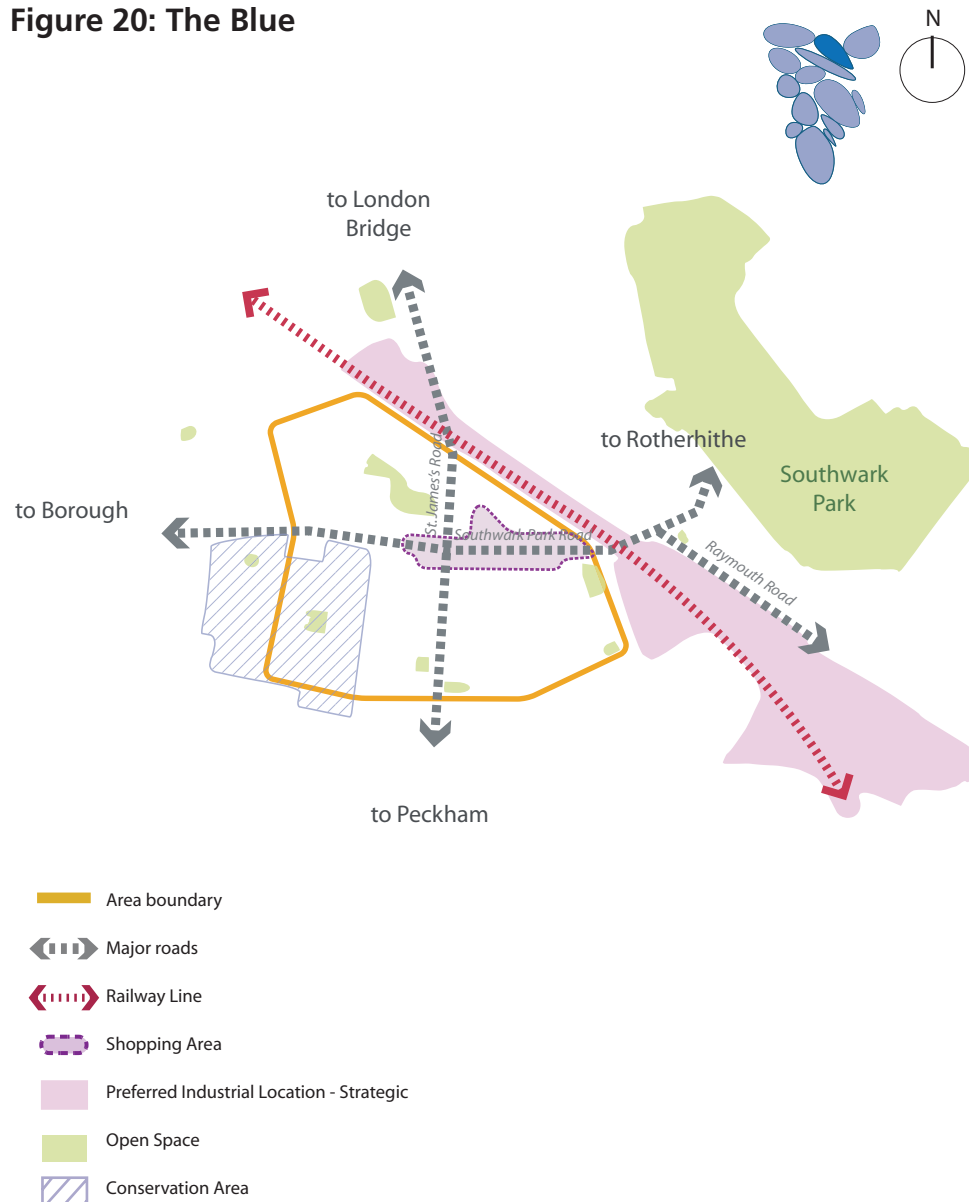 Figure 20: The Blue
N
to London
Bridge
to Rotherhithe
Southwark
Park
to Borough
St.James's Road
Southwark Park Road
Raymouth Road
to Peckham
Area boundary
Major roads
Railway Line
Shopping Area
Preferred Industrial Location - Strategic
Open Space
Conservation Area